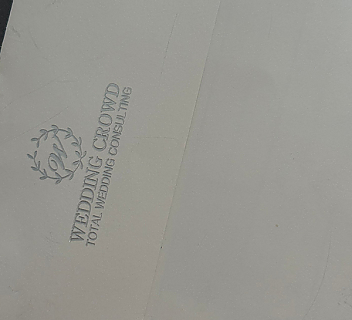 W
WEDDING CROWD
TOTAL WEDDING CONSULTING